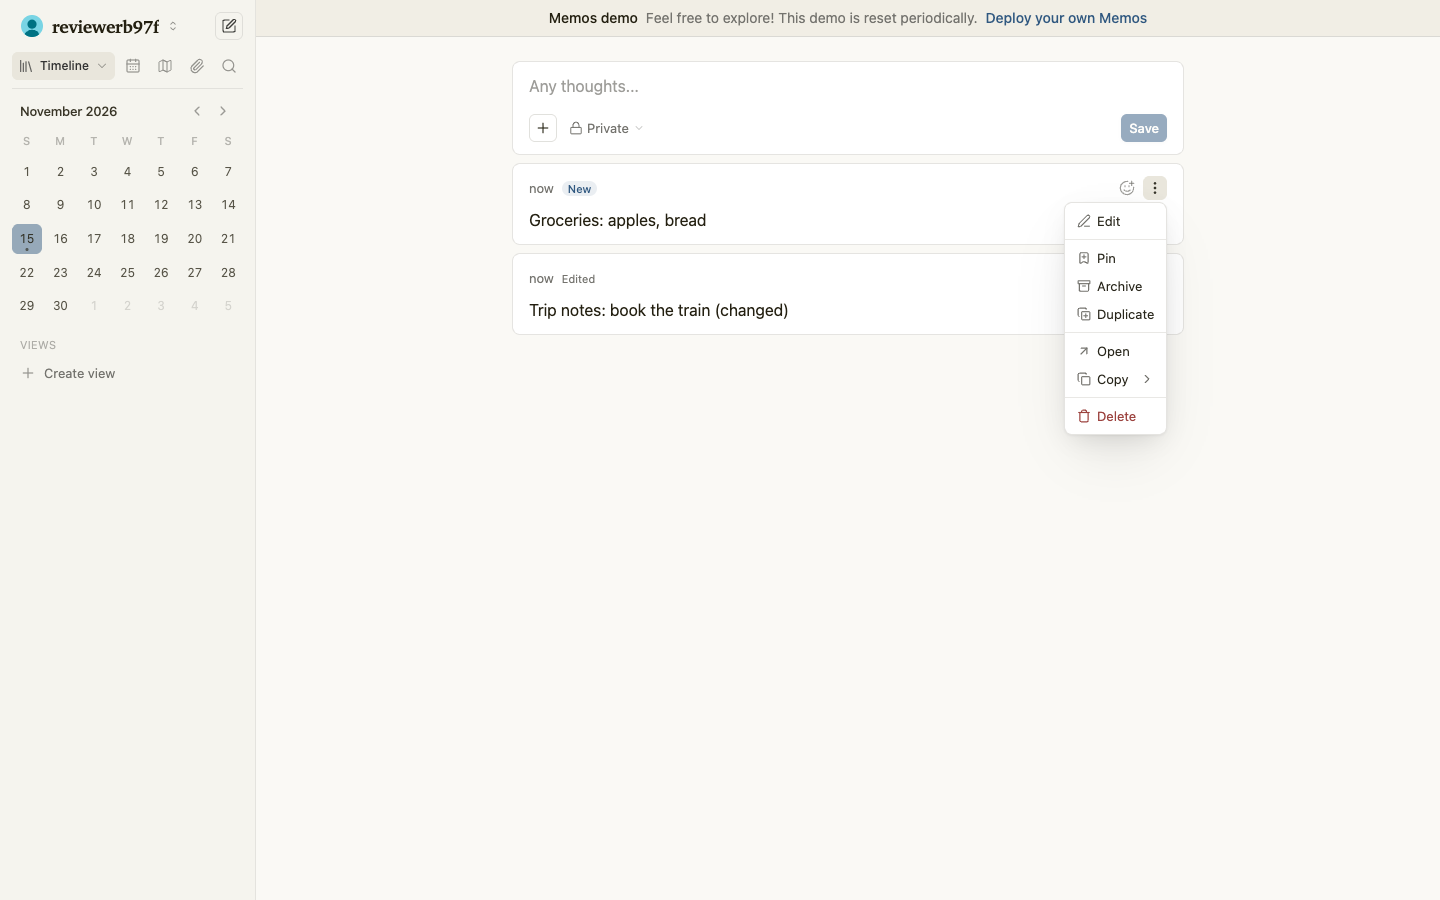 reviewerb97f
Memos demo Feel free to explore! This demo is reset periodically. Deploy your own Memos
Timeline
November 2026
S M T W T F S
1 2 3 4 5 6 7
8 9 10 11 12 13 14
15 16 17 18 19 20 21
22 23 24 25 26 27 28
29 30 1 2 3 4 5
VIEWS
Create view
Any thoughts...
Private
Save
now New
Groceries: apples, bread
now Edited
Trip notes: book the train (changed)
Edit
Pin
Archive
Duplicate
Open
Copy
Delete